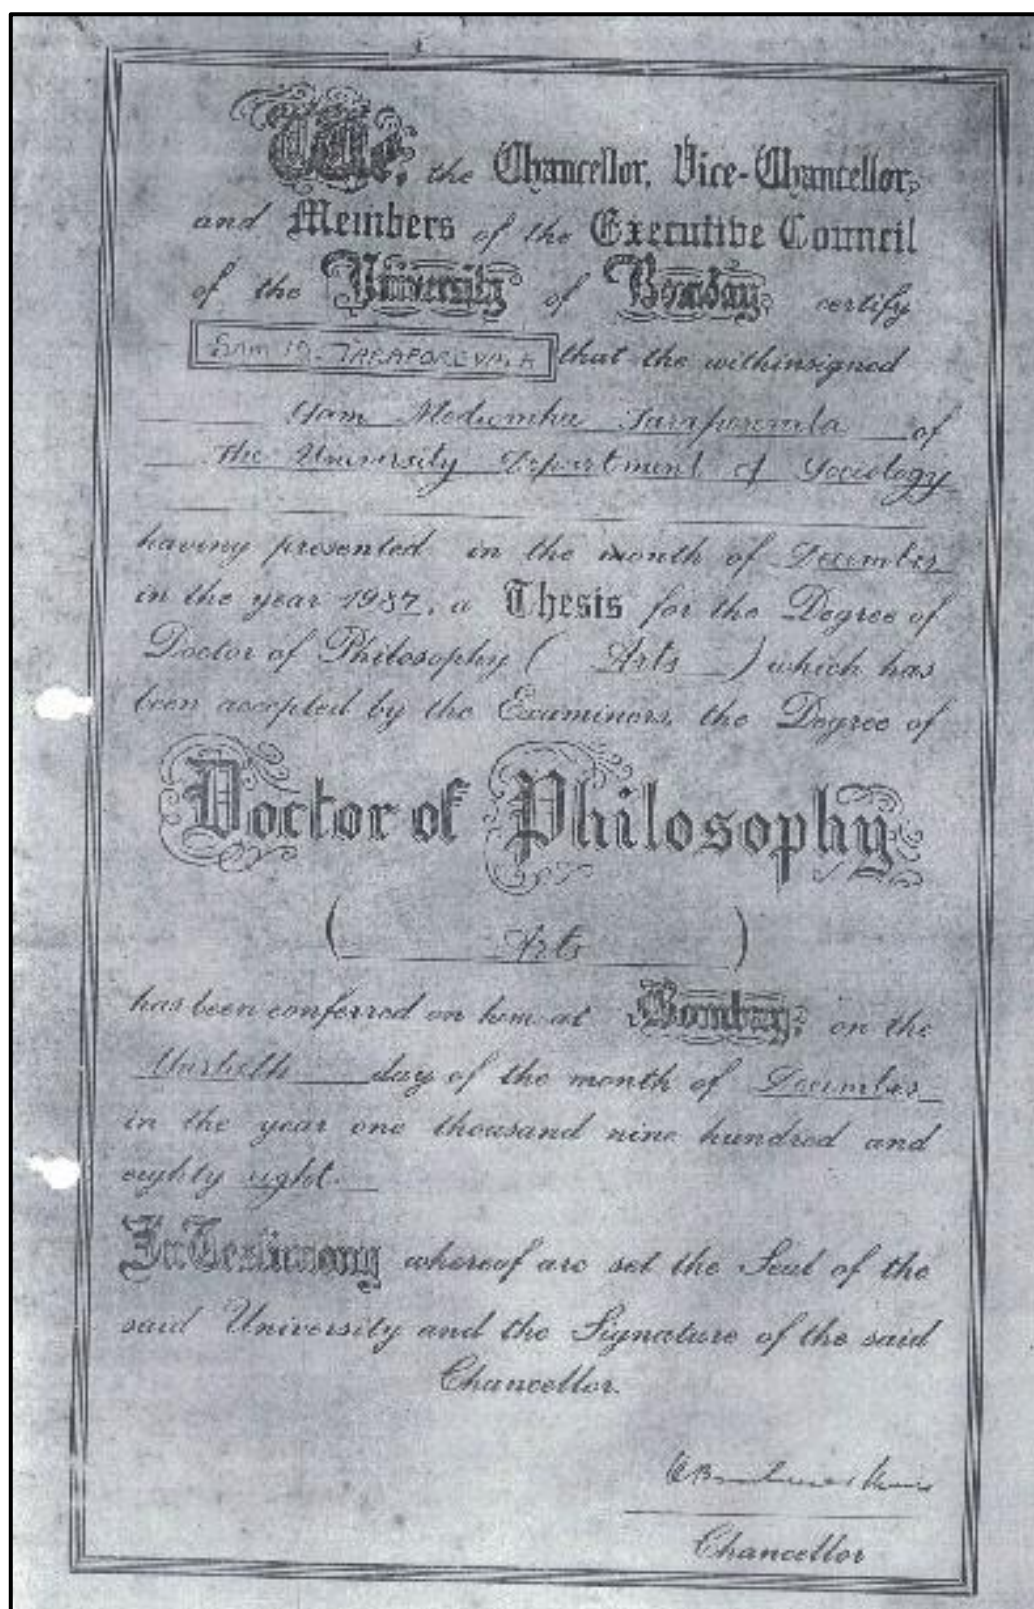 We, the Chancellor, Vice-Chancellor,
and Members of the Executive Council
of the University of Bombay certify
SAM M. TARAPOREVALA that the withinsigned
Sam Taraporevala of
the University Department of Sociology
having presented in the month of December
in the year 1987, a Thesis for the Degree of
Doctor of Philosophy ( Arts ) which has
been accepted by the Examiners, the Degree of
Doctor of Philosophy
( Arts )
has been conferred on him at Bombay, on the
day of the month of December
in the year one thousand nine hundred and
eighty eight.
In Testimony whereof are set the Seal of the
said University and the Signature of the said
Chancellor.
Chancellor